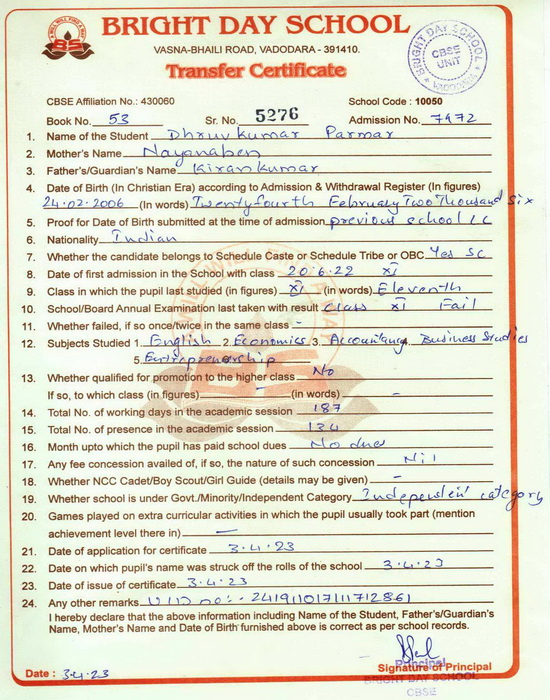 BRIGHT DAY SCHOOL
VASNA-BHAILI ROAD, VADODARA - 391410.
Transfer Certificate
BRIGHT DAY SCHOOL
CBSE
UNIT
VADODARA
CBSE Affiliation No.: 430060 School Code : 10050
Book No. 53 Sr. No. 5276 Admission No. 7472
1. Name of the Student Dhruvkumar Parmar
2. Mother's Name Nayanaben
3. Father's/Guardian's Name Kirankumar
4. Date of Birth (In Christian Era) according to Admission & Withdrawal Register (In figures)
24.02.2006 (In words) Twentyfourth February Two Thousand Six
5. Proof for Date of Birth submitted at the time of admission previous school LC
6. Nationality Indian
7. Whether the candidate belongs to Schedule Caste or Schedule Tribe or OBC Yes SC
8. Date of first admission in the School with class 20.6.22 XI
9. Class in which the pupil last studied (in figures) XI (in words) Eleventh
10. School/Board Annual Examination last taken with result Class XI Fail
11. Whether failed, if so once/twice in the same class -
12. Subjects Studied 1. English 2. Economics 3. Accountancy 4. Business Studies
5. Entrepreneurship
13. Whether qualified for promotion to the higher class No
If so, to which class (in figures) - (in words) -
14. Total No. of working days in the academic session 187
15. Total No. of presence in the academic session 134
16. Month upto which the pupil has paid school dues No due
17. Any fee concession availed of, if so, the nature of such concession Nil
18. Whether NCC Cadet/Boy Scout/Girl Guide (details may be given) -
19. Whether school is under Govt./Minority/Independent Category Independent category
20. Games played on extra curricular activities in which the pupil usually took part (mention
achievement level there in) -
21. Date of application for certificate 3.4.23
22. Date on which pupil's name was struck off the rolls of the school 3.4.23
23. Date of issue of certificate 3.4.23
24. Any other remarks UID no:- 241911017111712861
I hereby declare that the above information including Name of the Student, Father's/Guardian's
Name, Mother's Name and Date of Birth furnished above is correct as per school records.
Principal
Date : 3.4.23 Signature of Principal
BRIGHT DAY SCHOOL
CBSE